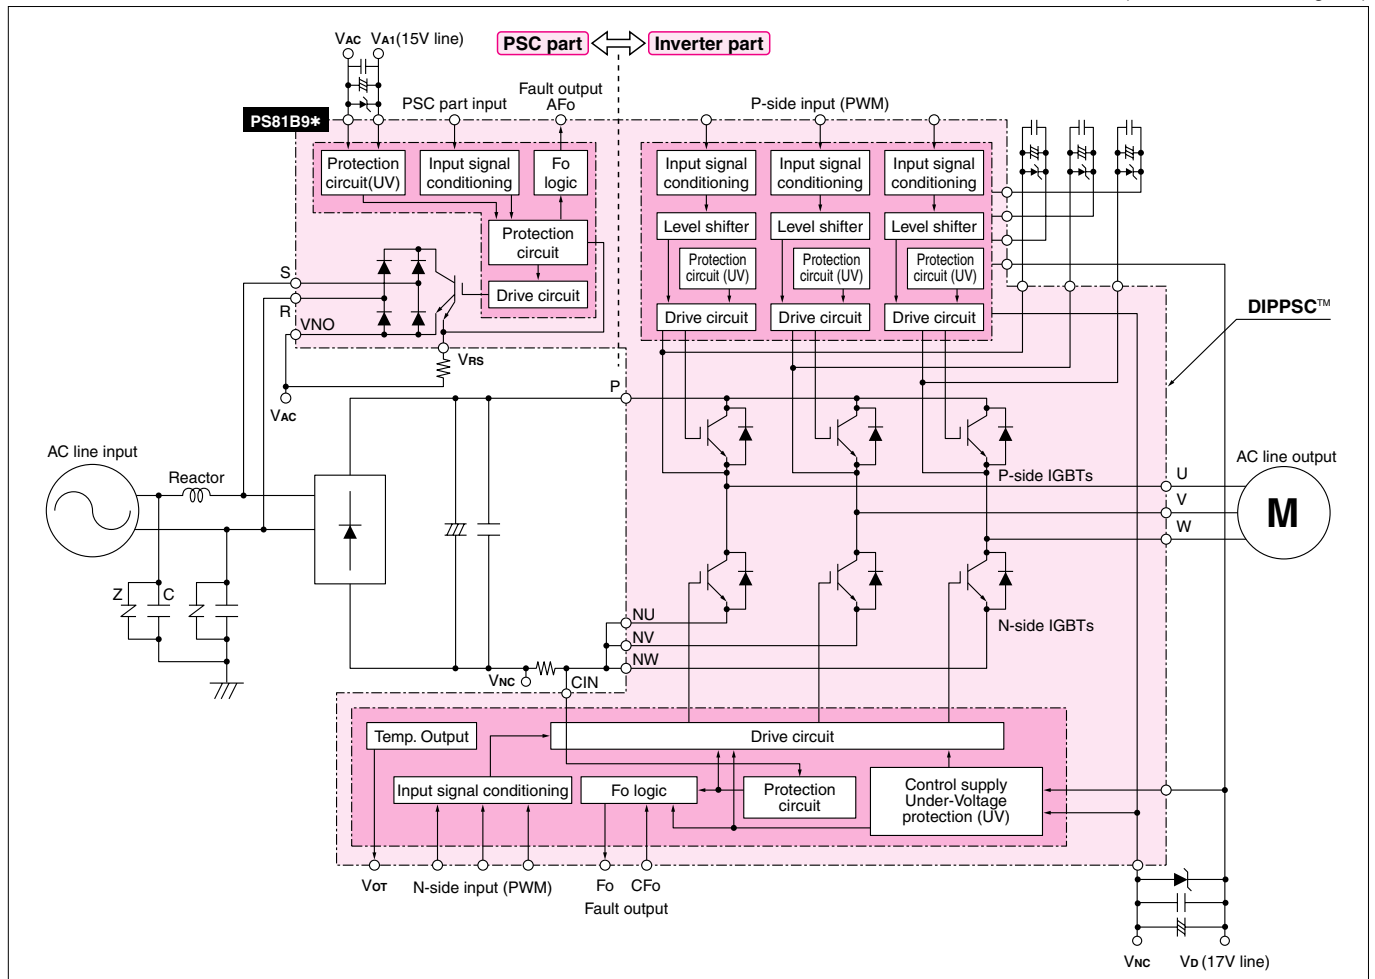 VAC VA1 (15V line)
PSC part Inverter part
Fault output
AFo
PSC part input
P-side input (PWM)
PS81B9*
Protection
circuit(UV)
Input signal
conditioning
Fo
logic
Protection
circuit
Drive circuit
Input signal
conditioning
Input signal
conditioning
Input signal
conditioning
Level shifter
Level shifter
Level shifter
Protection
circuit (UV)
Protection
circuit (UV)
Protection
circuit (UV)
Drive circuit
Drive circuit
Drive circuit
S
R
VNO
VRS
VAC
P
DIPPSC™
AC line input
Reactor
Z
C
P-side IGBTs
U
V
W
AC line output
M
NU
NV
NW
N-side IGBTs
VNC
CIN
Temp. Output
Drive circuit
Input signal conditioning
Fo logic
Protection
circuit
Control supply
Under-Voltage
protection (UV)
VOT
N-side input (PWM)
Fo
CFo
Fault output
VNC
VD (17V line)